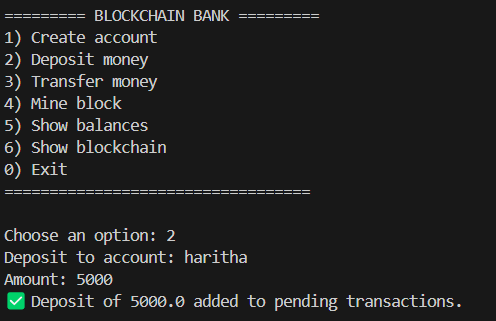 ========= BLOCKCHAIN BANK =========
1) Create account
2) Deposit money
3) Transfer money
4) Mine block
5) Show balances
6) Show blockchain
0) Exit
==================================
Choose an option: 2
Deposit to account: haritha
Amount: 5000
✅ Deposit of 5000.0 added to pending transactions.